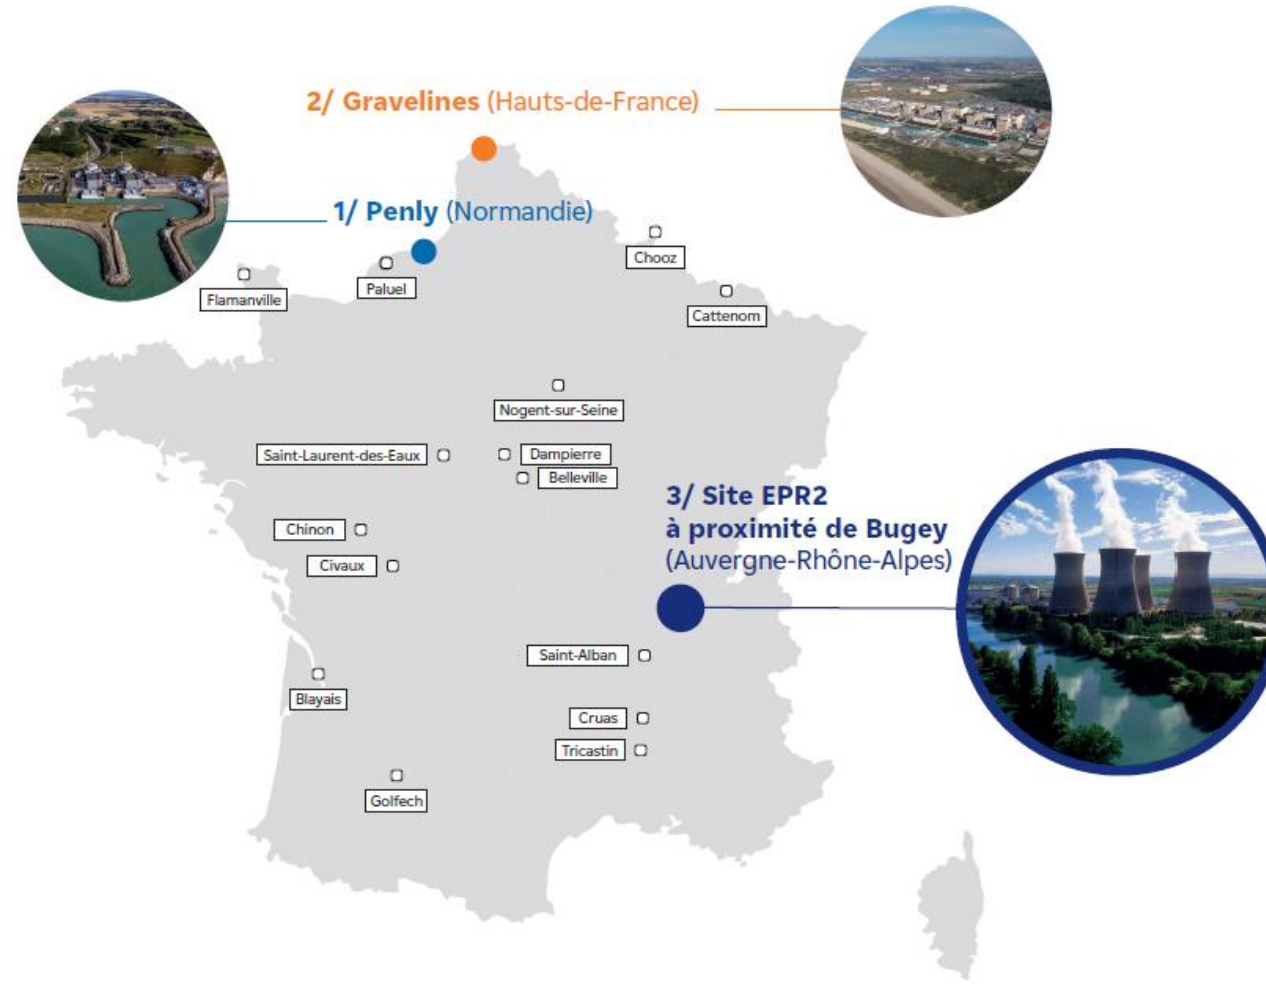 2/ Gravelines (Hauts-de-France)
1/ Penly (Normandie)
Chooz
Paluel
Flamanville
Cattenom
Nogent-sur-Seine
Saint-Laurent-des-Eaux
Dampierre
Belleville
3/ Site EPR2
à proximité de Bugey
(Auvergne-Rhône-Alpes)
Chinon
Civaux
Saint-Alban
Blayais
Cruas
Tricastin
Golfech